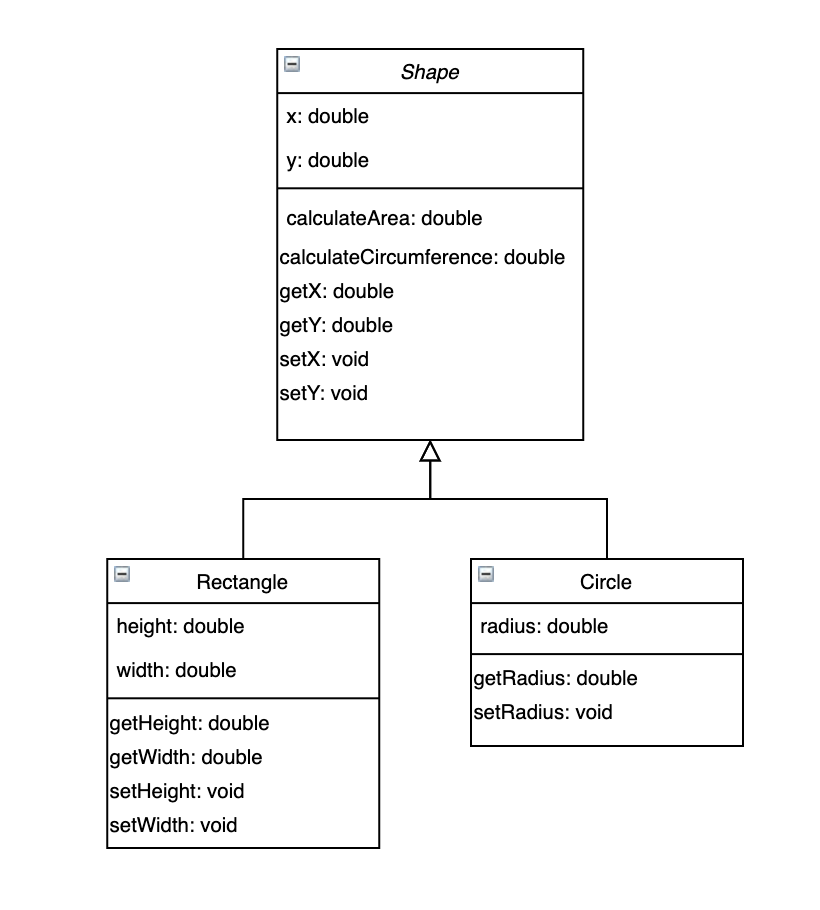 Shape
x: double
y: double
calculateArea: double
calculateCircumference: double
getX: double
getY: double
setX: void
setY: void
Rectangle
height: double
width: double
getHeight: double
getWidth: double
setHeight: void
setWidth: void
Circle
radius: double
getRadius: double
setRadius: void